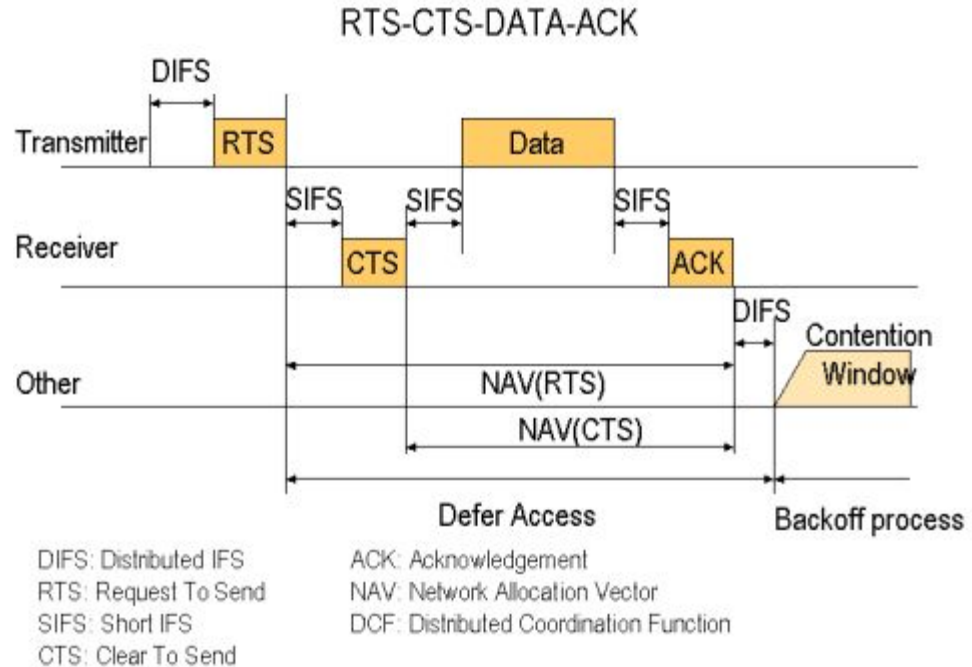 RTS-CTS-DATA-ACK
DIFS
Transmitter
RTS
Data
SIFS
SIFS
SIFS
Receiver
CTS
ACK
DIFS
Contention
Window
Other
NAV(RTS)
NAV(CTS)
Defer Access
Backoff process
DIFS: Distributed IFS
RTS: Request To Send
SIFS: Short IFS
CTS: Clear To Send
ACK: Acknowledgement
NAV: Network Allocation Vector
DCF: Distributed Coordination Function